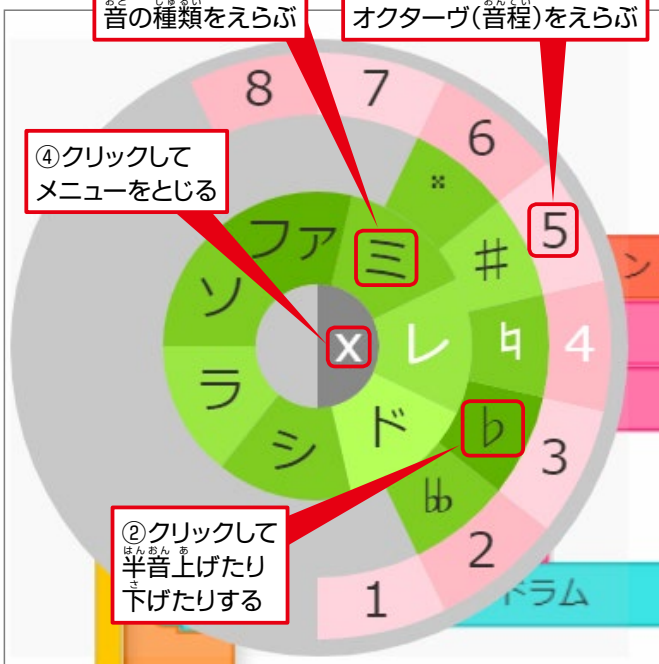 音の種類をえらぶ
オクターヴ(音程)をえらぶ
④クリックして
メニューをとじる
8
7
6
5
4
3
2
1
𝄪
♯
♮
♭
𝄫
ファ
ミ
レ
ド
シ
ラ
ソ
x
ン
②クリックして
半音上げたり
下げたりする
ドラム